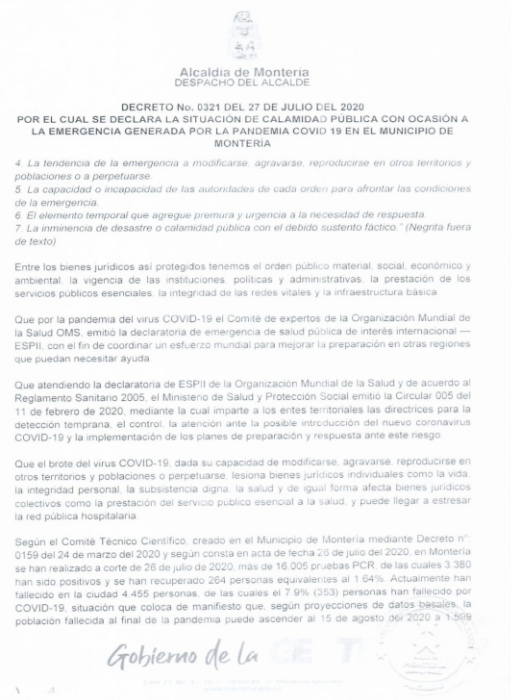 Alcaldía de Montería
DESPACHO DEL ALCALDE
DECRETO No. 0321 DEL 27 DE JULIO DEL 2020
POR EL CUAL SE DECLARA LA SITUACIÓN DE CALAMIDAD PÚBLICA CON OCASIÓN A
LA EMERGENCIA GENERADA POR LA PANDEMIA COVID 19 EN EL MUNICIPIO DE
MONTERÍA
4. La tendencia de la emergencia a modificarse, agravarse, reproducirse en otros territorios y
poblaciones o a perpetuarse.
5. La capacidad o incapacidad de las autoridades de cada orden para afrontar las condiciones
de la emergencia.
6. El elemento temporal que agregue premura y urgencia a la necesidad de respuesta.
7. La inminencia de desastre o calamidad pública con el debido sustento fáctico." (Negrita fuera
de texto)
Entre los bienes jurídicos así protegidos tenemos el orden público material, social, económico y
ambiental, la vigencia de las instituciones, políticas y administrativas, la prestación de los
servicios públicos esenciales, la integridad de las redes vitales y la infraestructura básica.
Que por la pandemia del virus COVID-19 el Comité de expertos de la Organización Mundial de
la Salud OMS, emitió la declaratoria de emergencia de salud pública de interés internacional —
ESPII, con el fin de coordinar un esfuerzo mundial para mejorar la preparación en otras regiones
que puedan necesitar ayuda.
Que atendiendo la declaratoria de ESPII de la Organización Mundial de la Salud y de acuerdo al
Reglamento Sanitario 2005, el Ministerio de Salud y Protección Social emitió la Circular 005 del
11 de febrero de 2020, mediante la cual imparte a los entes territoriales las directrices para la
detección temprana, el control, la atención ante la posible introducción del nuevo coronavirus
COVID-19 y la implementación de los planes de preparación y respuesta ante este riesgo.
Que el brote del virus COVID-19, dada su capacidad de modificarse, agravarse, reproducirse en
otros territorios y poblaciones o perpetuarse, lesiona bienes jurídicos individuales como la vida,
la integridad personal, la subsistencia digna, la salud y de igual forma afecta bienes jurídicos
colectivos como la prestación del servicio público esencial a la salud, y puede llegar a estresar
la red pública hospitalaria.
Según el Comité Técnico Científico, creado en el Municipio de Montería mediante Decreto n°
0159 del 24 de marzo del 2020 y según consta en acta de fecha 26 de julio del 2020, en Montería
se han realizado a corte de 26 de julio de 2020, más de 16.005 pruebas PCR, de las cuales 3.380
han sido positivos y se han recuperado 264 personas equivalentes al 1.64%. Actualmente han
fallecido en la ciudad 4.455 personas, de las cuales el 7.9% (353) personas han fallecido por
COVID-19, situación que coloca de manifiesto que, según proyecciones de datos basales, la
población fallecida al final de la pandemia puede ascender al 15 de agosto del 2020 a 1.599
Gobierno de la